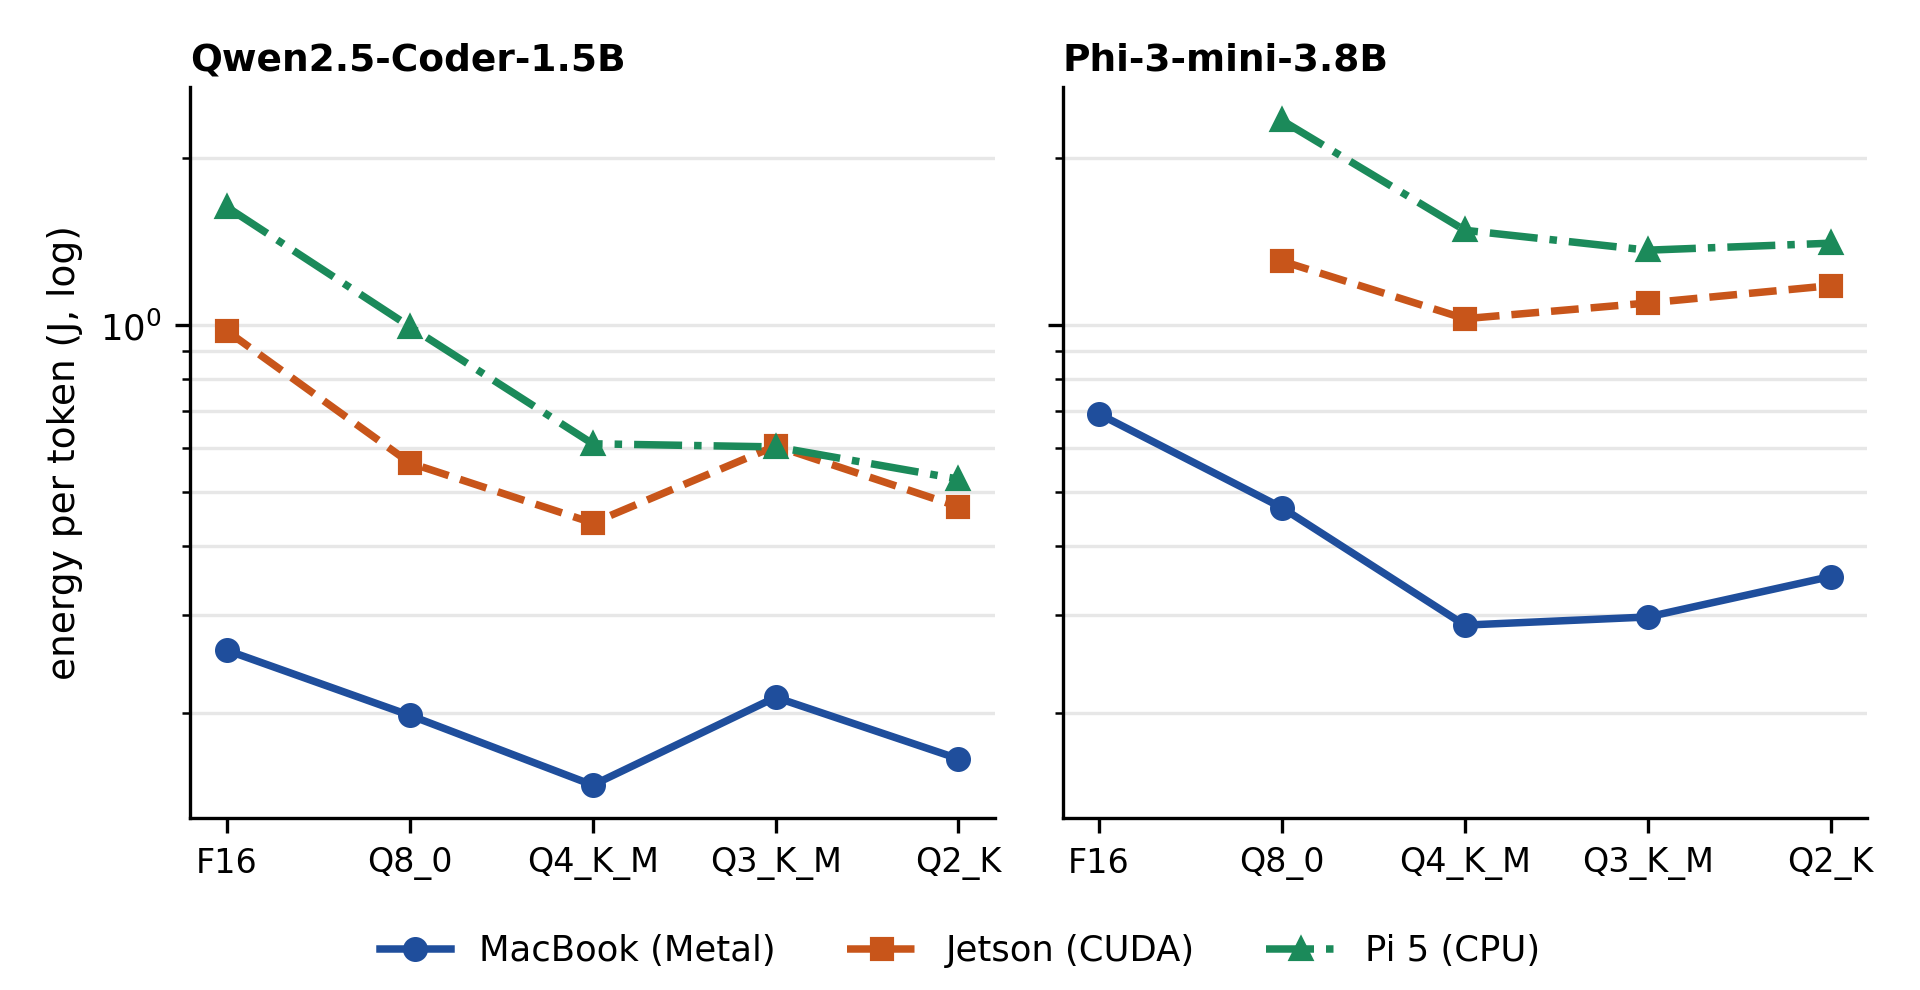 Qwen2.5-Coder-1.5B
Phi-3-mini-3.8B
energy per token (J, log)
10⁰
F16 Q8_0 Q4_K_M Q3_K_M Q2_K
F16 Q8_0 Q4_K_M Q3_K_M Q2_K
MacBook (Metal) Jetson (CUDA) Pi 5 (CPU)